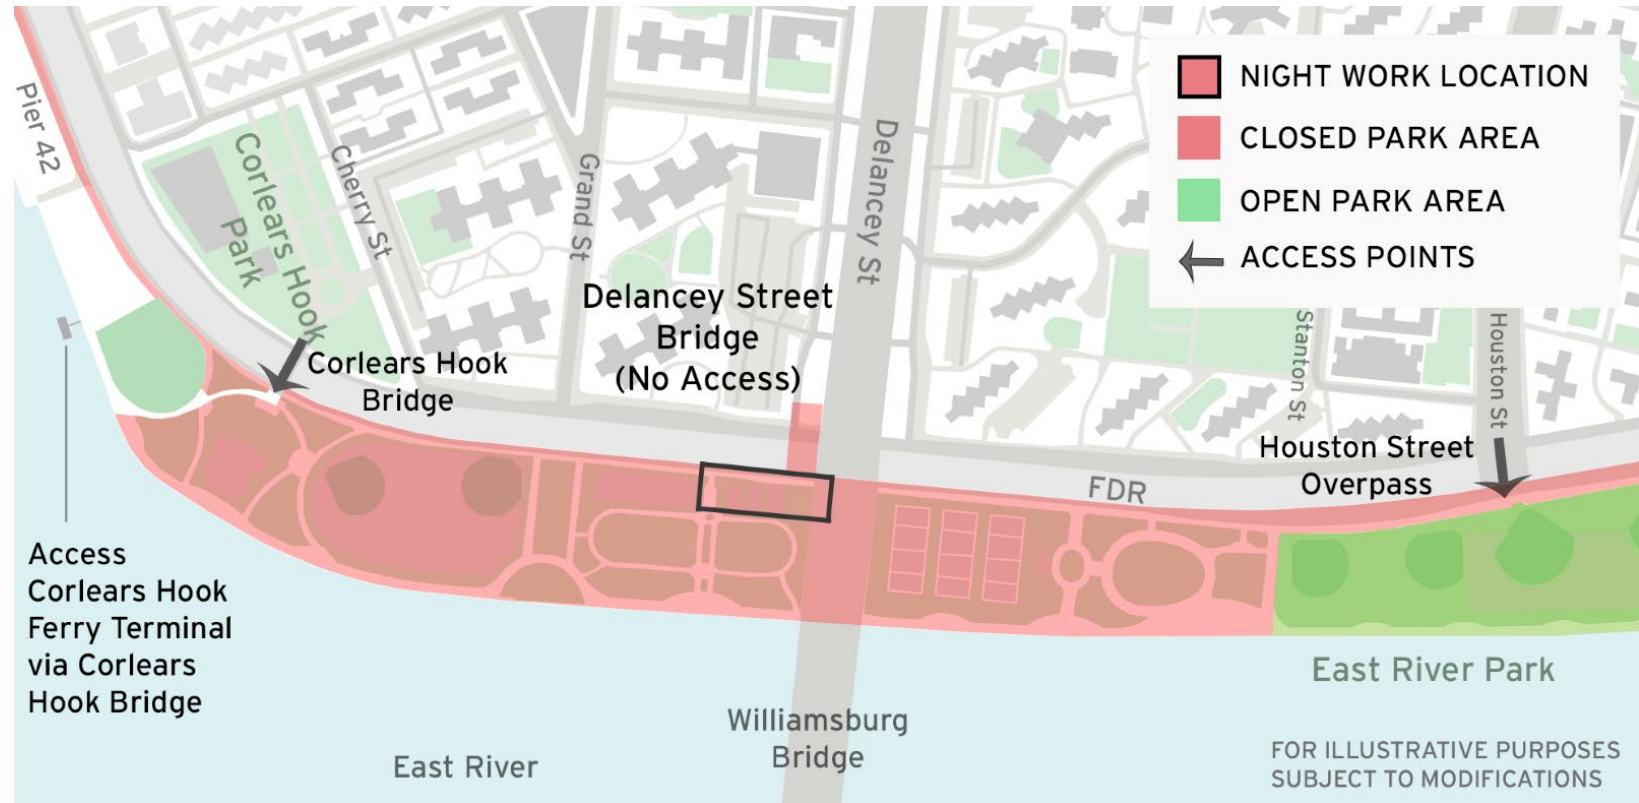 NIGHT WORK LOCATION
CLOSED PARK AREA
OPEN PARK AREA
ACCESS POINTS
Pier 42
Corlears Hook
Park
Cherry St
Grand St
Delancey St
Stanton St
Houston St
Delancey Street
Bridge
(No Access)
Corlears Hook
Bridge
Houston Street
Overpass
FDR
Access
Corlears Hook
Ferry Terminal
via Corlears
Hook Bridge
East River Park
Williamsburg
Bridge
East River
FOR ILLUSTRATIVE PURPOSES
SUBJECT TO MODIFICATIONS